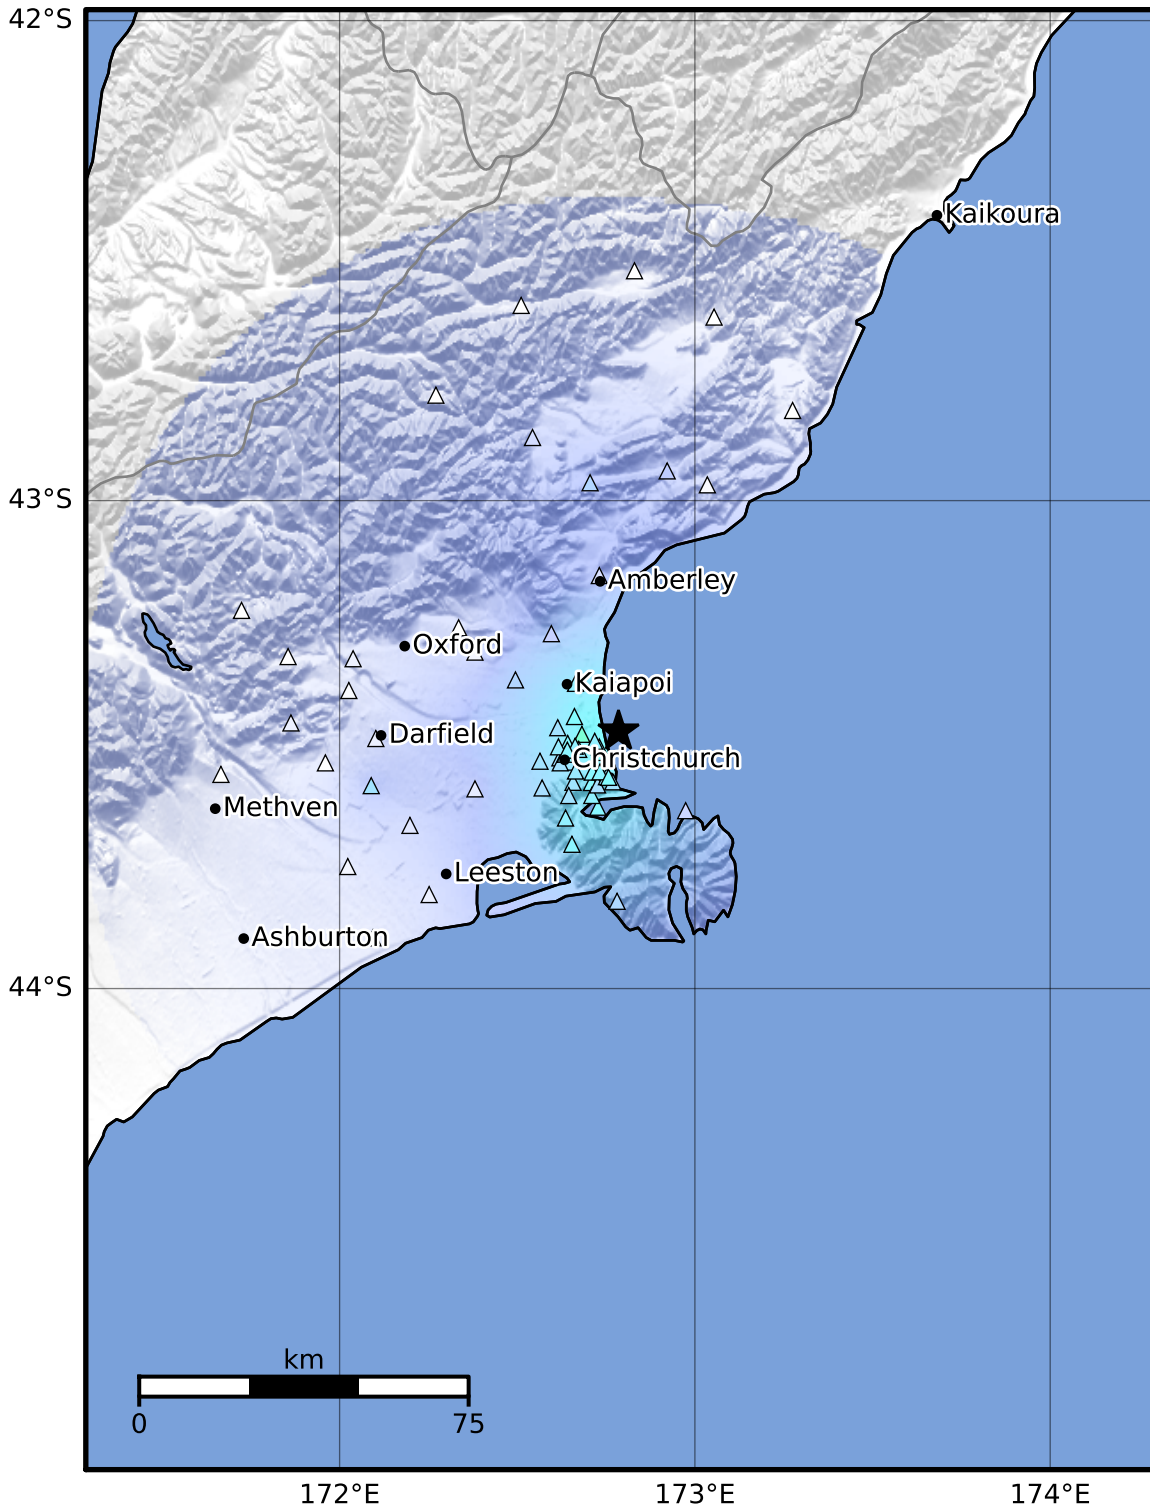 42°S
Kaikoura
43°S
Amberley
Oxford
Kaiapoi
Darfield
Christchurch
Methven
Leeston
Ashburton
44°S
km
0 75
172°E 173°E 174°E